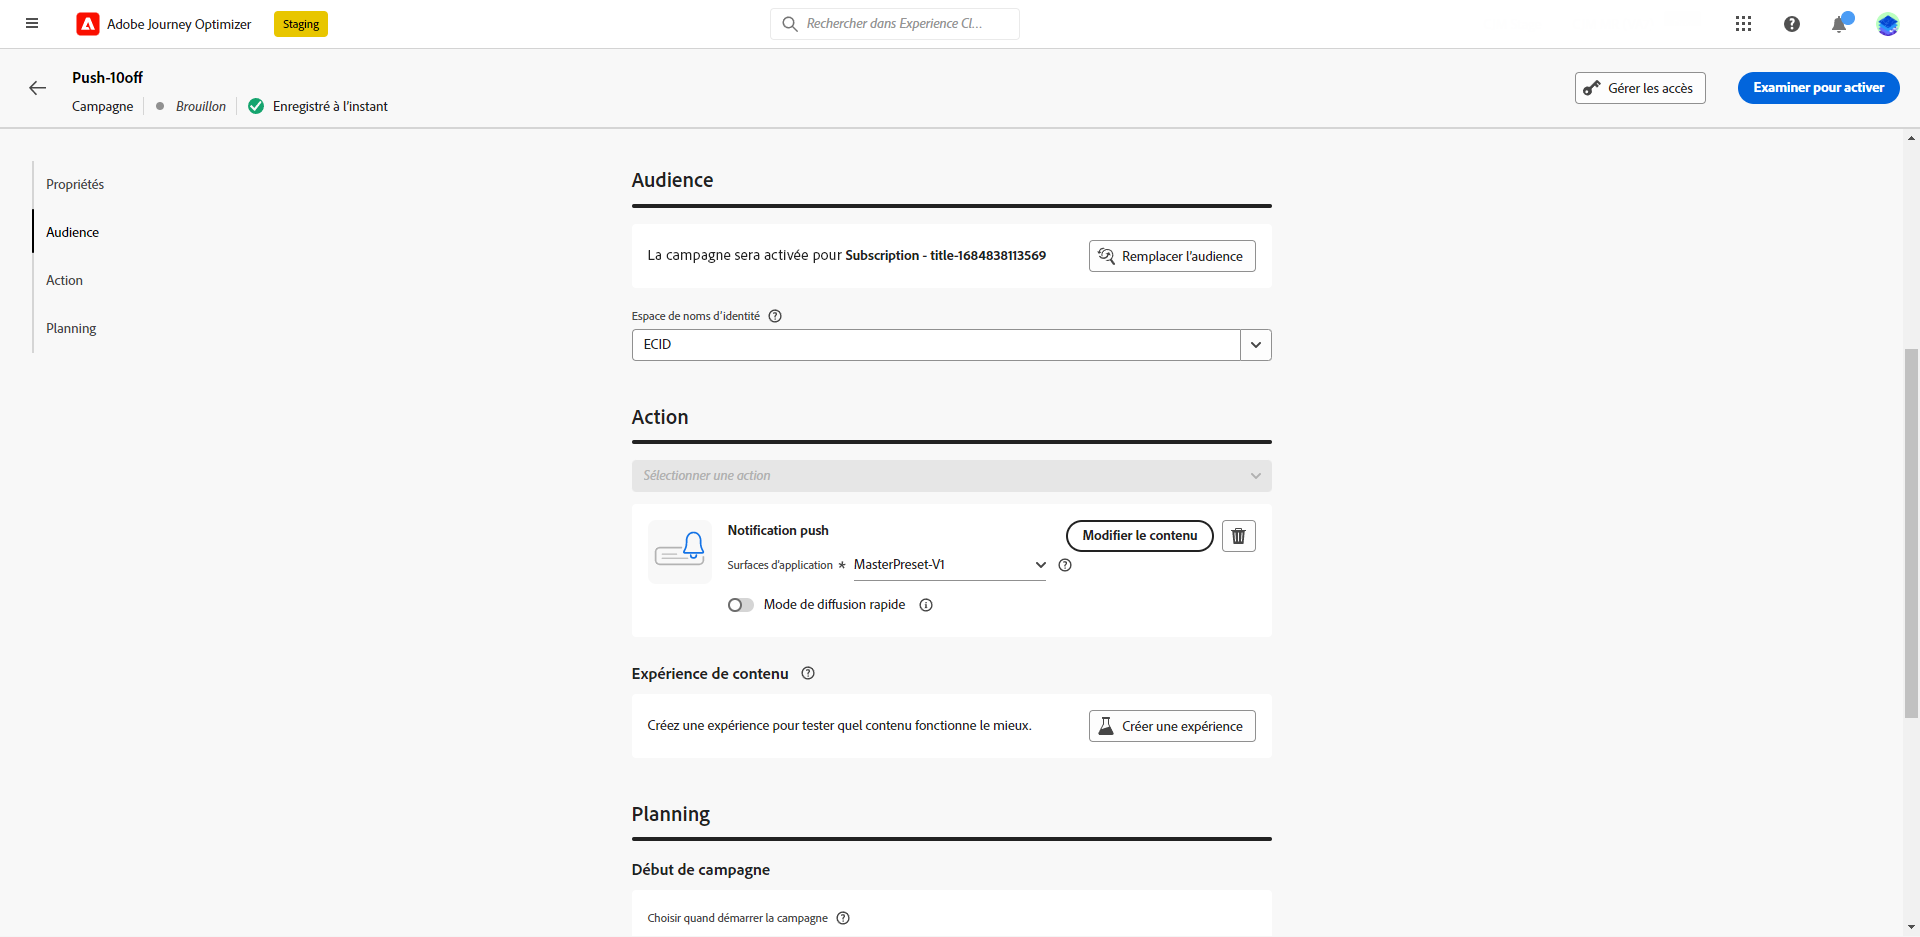 Adobe Journey Optimizer
Staging
Rechercher dans Experience Cl...
Push-10off
Campagne
Brouillon
Enregistré à l'instant
Gérer les accès
Examiner pour activer
Propriétés
Audience
Action
Planning
Audience
La campagne sera activée pour Subscription - title-1684838113569
Remplacer l'audience
Espace de noms d'identité
ECID
Action
Sélectionner une action
Notification push
Modifier le contenu
Surfaces d'application * MasterPreset-V1
Mode de diffusion rapide
Expérience de contenu
Créez une expérience pour tester quel contenu fonctionne le mieux.
Créer une expérience
Planning
Début de campagne
Choisir quand démarrer la campagne